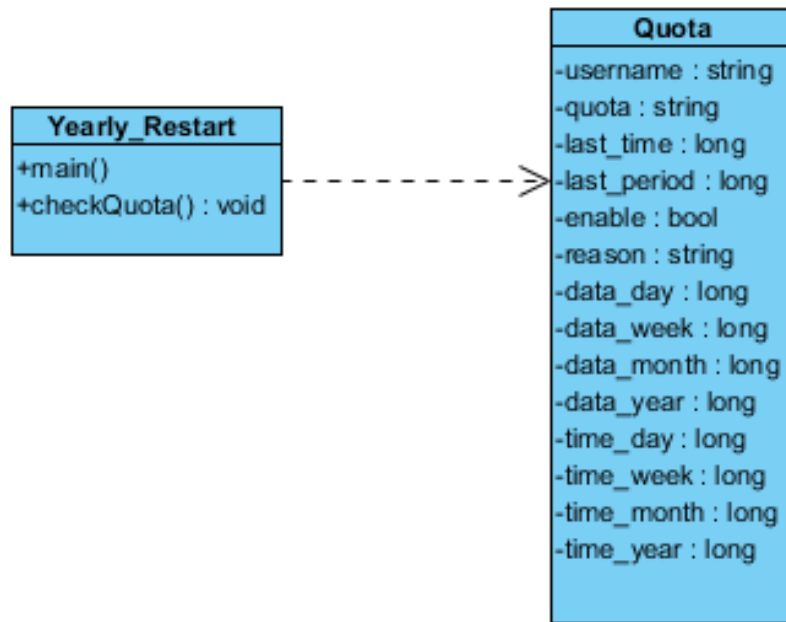 Yearly_Restart
+main()
+checkQuota() : void
Quota
-username : string
-quota : string
-last_time : long
-last_period : long
-enable : bool
-reason : string
-data_day : long
-data_week : long
-data_month : long
-data_year : long
-time_day : long
-time_week : long
-time_month : long
-time_year : long